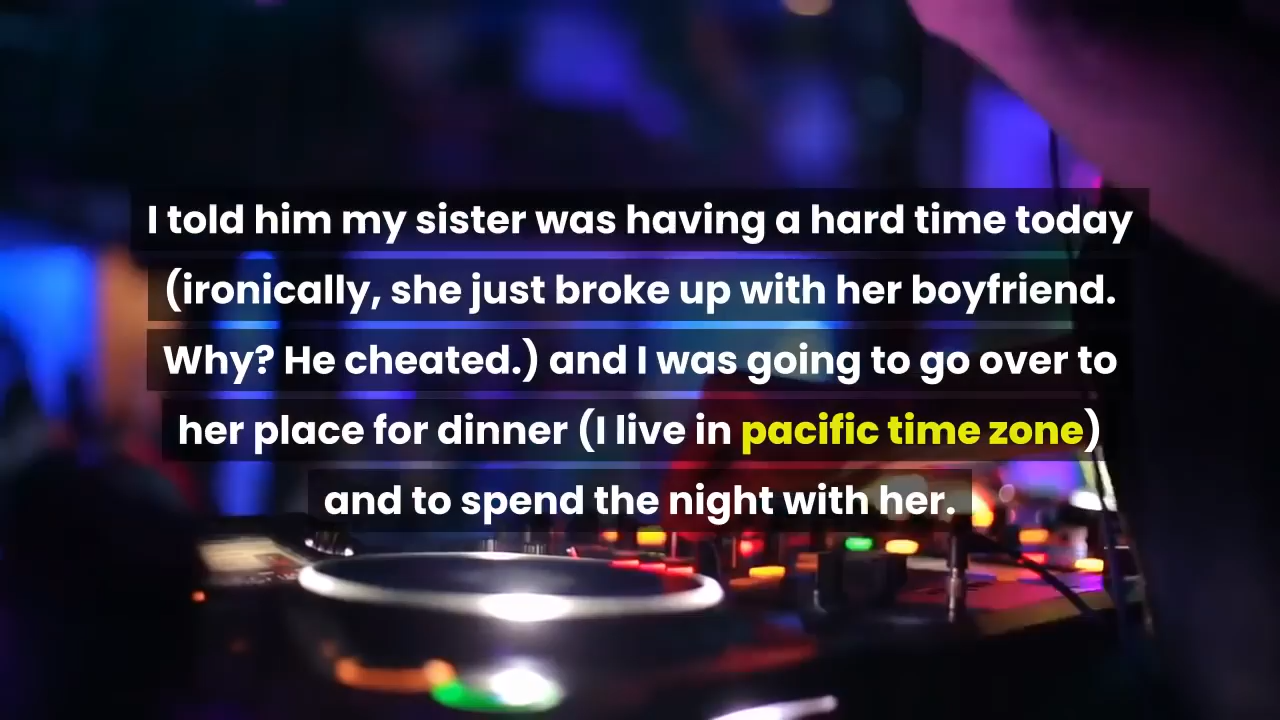 I told him my sister was having a hard time today
(ironically, she just broke up with her boyfriend.
Why? He cheated.) and I was going to go over to
her place for dinner (I live in pacific time zone)
and to spend the night with her.